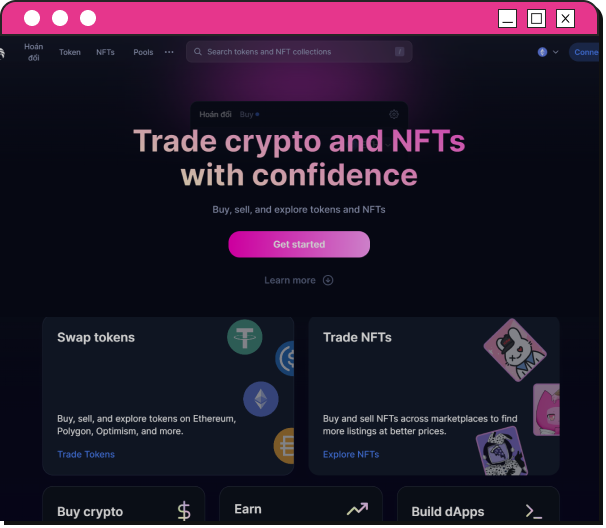 Hoán
đổi
Token
NFTs
Pools
Search tokens and NFT collections
/
Hoán đổi
Buy
Trade crypto and NFTs
with confidence
Buy, sell, and explore tokens and NFTs
Get started
Learn more
Swap tokens
Buy, sell, and explore tokens on Ethereum,
Polygon, Optimism, and more.
Trade Tokens
Trade NFTs
Buy and sell NFTs across marketplaces to find
more listings at better prices.
Explore NFTs
Buy crypto
Earn
Build dApps